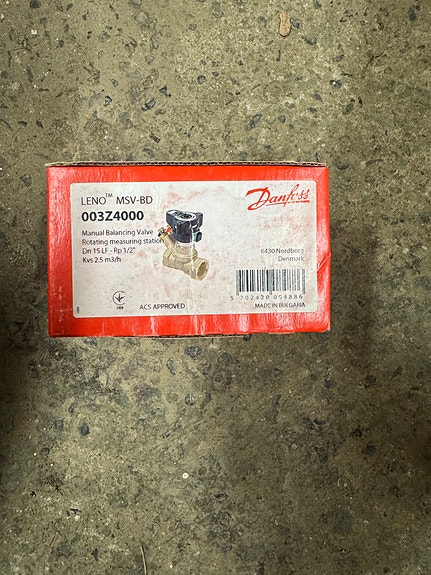 LENO™ MSV-BD
003Z4000
Danfoss
Manual Balancing Valve
Rotating measuring station
Dn 15 LF - Rp 1/2"
Kvs 2.5 m3/h
6430 Nordborg
Denmark
5 702420 004886
ACS APPROVED
MADE IN BULGARIA